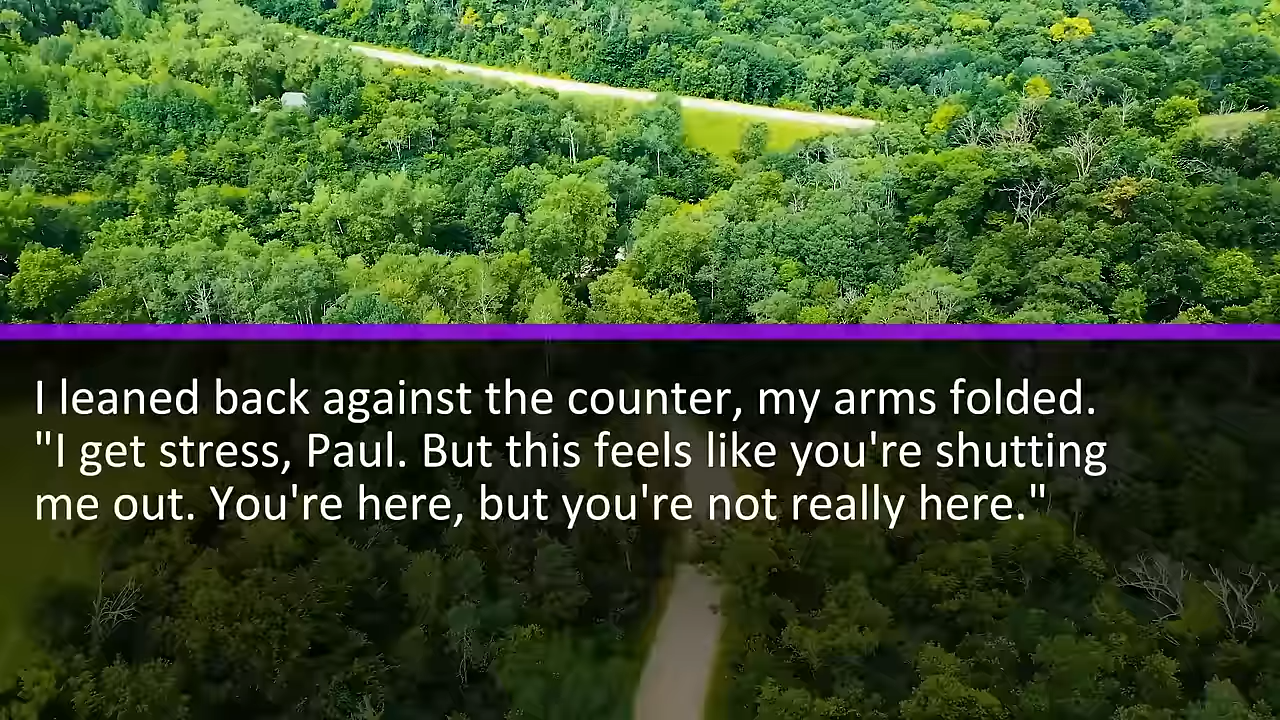 I leaned back against the counter, my arms folded.
"I get stress, Paul. But this feels like you're shutting
me out. You're here, but you're not really here."